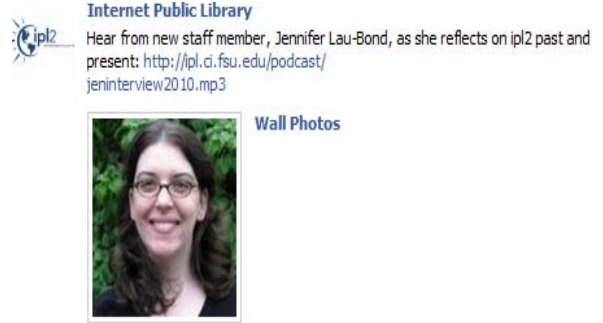 ipl2
Internet Public Library
Hear from new staff member, Jennifer Lau-Bond, as she reflects on ipl2 past and
present: http://ipl.ci.fsu.edu/podcast/
jeninterview2010.mp3
Wall Photos